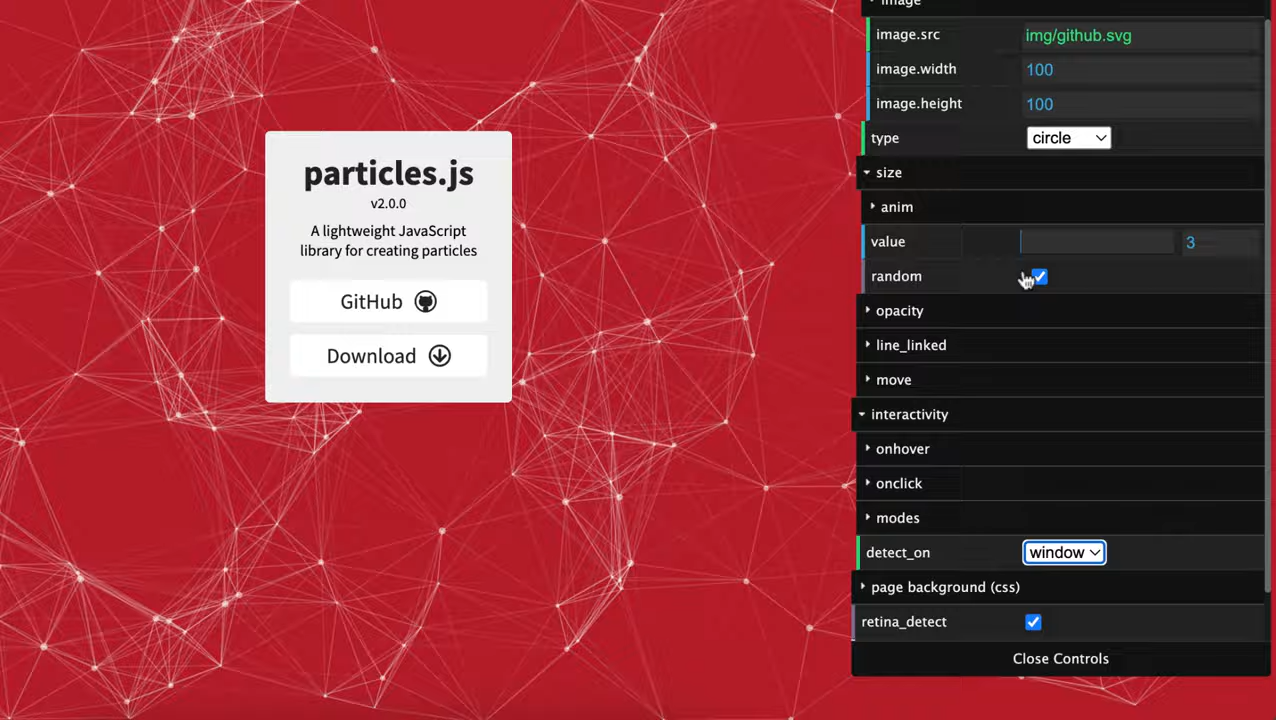 particles.js
v2.0.0
A lightweight JavaScript
library for creating particles
GitHub
Download
image
image.src img/github.svg
image.width 100
image.height 100
type circle
size
anim
value 3
random
opacity
line_linked
move
interactivity
onhover
onclick
modes
detect_on window
page background (css)
retina_detect
Close Controls